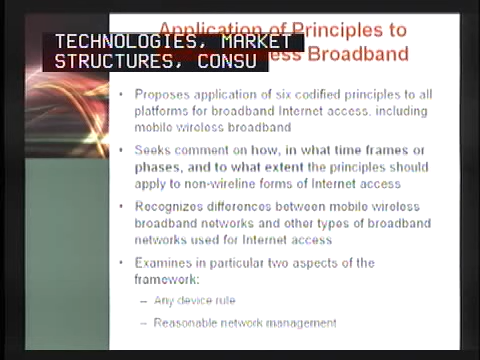 Application of Principles to
TECHNOLOGIES, MARKET
STRUCTURES, CONSU
Broadband
• Proposes application of six codified principles to all
platforms for broadband Internet access, including
mobile wireless broadband
• Seeks comment on how, in what time frames or
phases, and to what extent the principles should
apply to non-wireline forms of Internet access
• Recognizes differences between mobile wireless
broadband networks and other types of broadband
networks used for Internet access
• Examines in particular two aspects of the
framework:
– Any device rule
– Reasonable network management